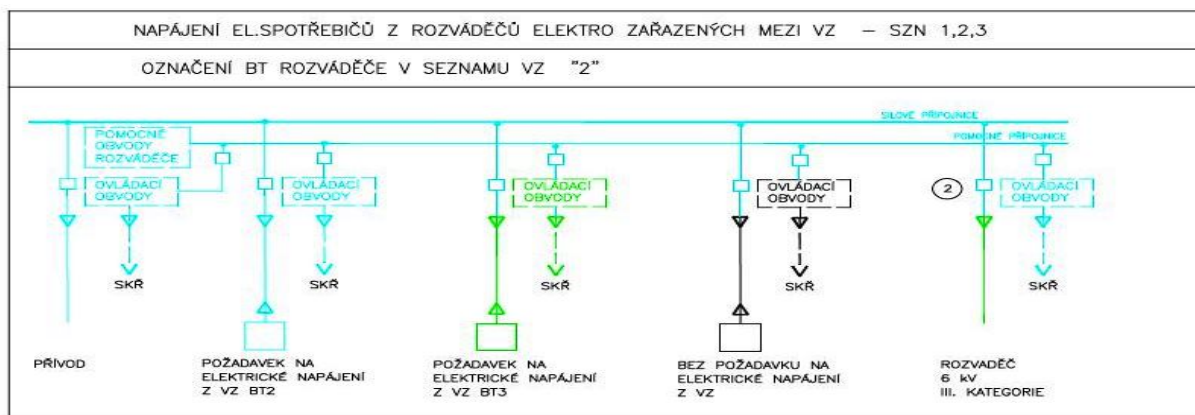 NAPÁJENÍ EL.SPOTŘEBIČŮ Z ROZVÁDĚČŮ ELEKTRO ZAŘAZENÝCH MEZI VZ – SZN 1,2,3
OZNAČENÍ BT ROZVÁDĚČE V SEZNAMU VZ "2"
SILOVÉ PŘÍPOJNICE
POMOCNÉ PŘÍPOJNICE
POMOCNÉ
OBVODY
ROZVÁDĚČE
OVLÁDACÍ
OBVODY
OVLÁDACÍ
OBVODY
OVLÁDACÍ
OBVODY
OVLÁDACÍ
OBVODY
2
OVLÁDACÍ
OBVODY
SKŘ
SKŘ
SKŘ
SKŘ
SKŘ
PŘÍVOD
POŽADAVEK NA
ELEKTRICKÉ NAPÁJENÍ
Z VZ BT2
POŽADAVEK NA
ELEKTRICKÉ NAPÁJENÍ
Z VZ BT3
BEZ POŽADAVKU NA
ELEKTRICKÉ NAPÁJENÍ
Z VZ
ROZVADĚČ
6 kV
III. KATEGORIE